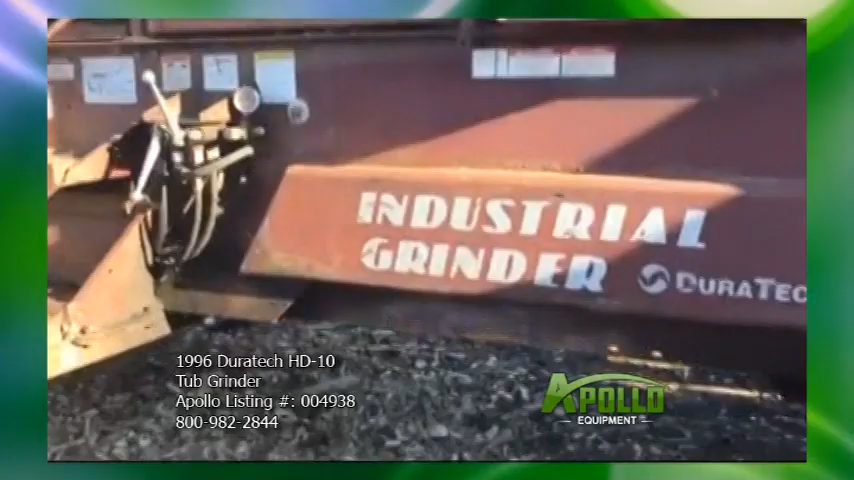 INDUSTRIAL
GRINDER
DURATEC
1996 Duratech HD-10
Tub Grinder
Apollo Listing #: 004938
800-982-2844
APOLLO
EQUIPMENT